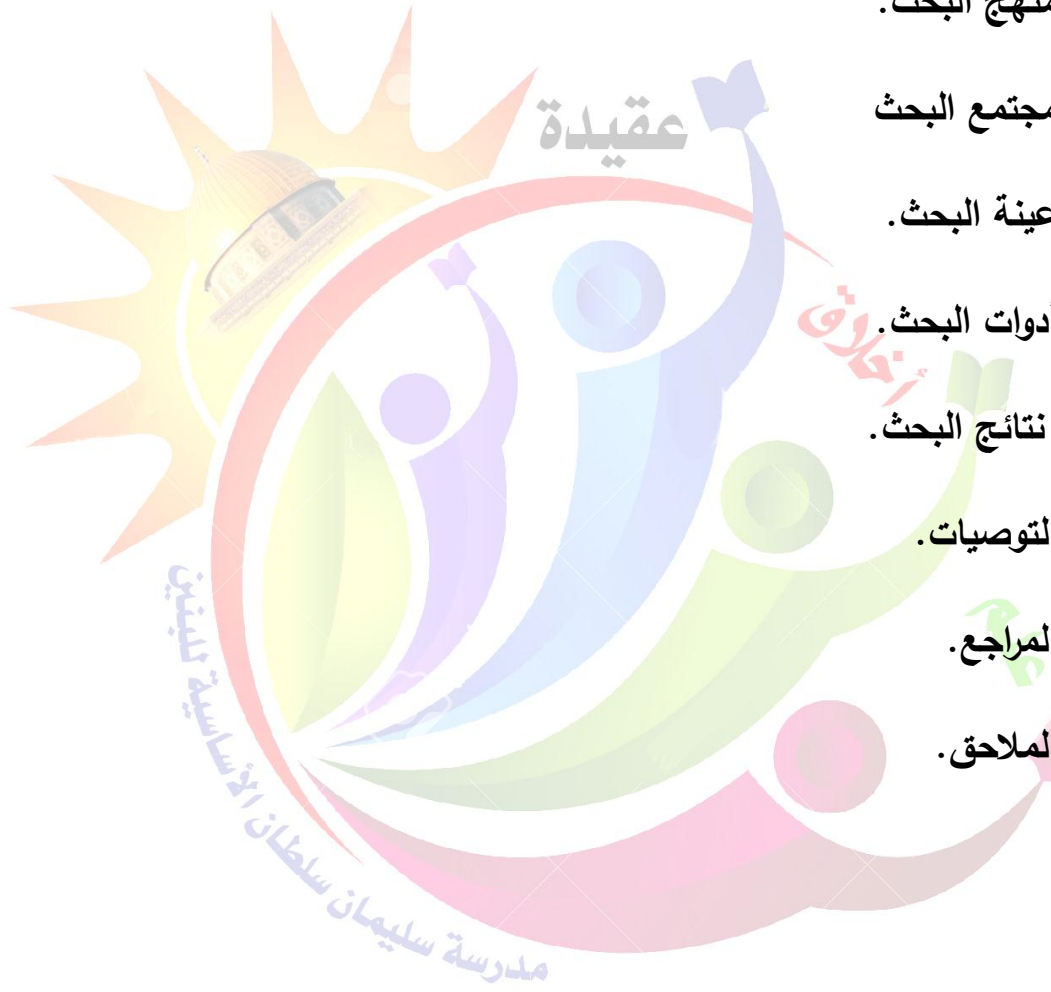 منهج البحث.
مجتمع البحث
عقيدة
عينة البحث.
أدوات البحث.
أخلاق
نتائج البحث.
لتوصيات.
لمراجع.
لملاحق.
مدرسة سليمان سلطان الأساسية للبنين